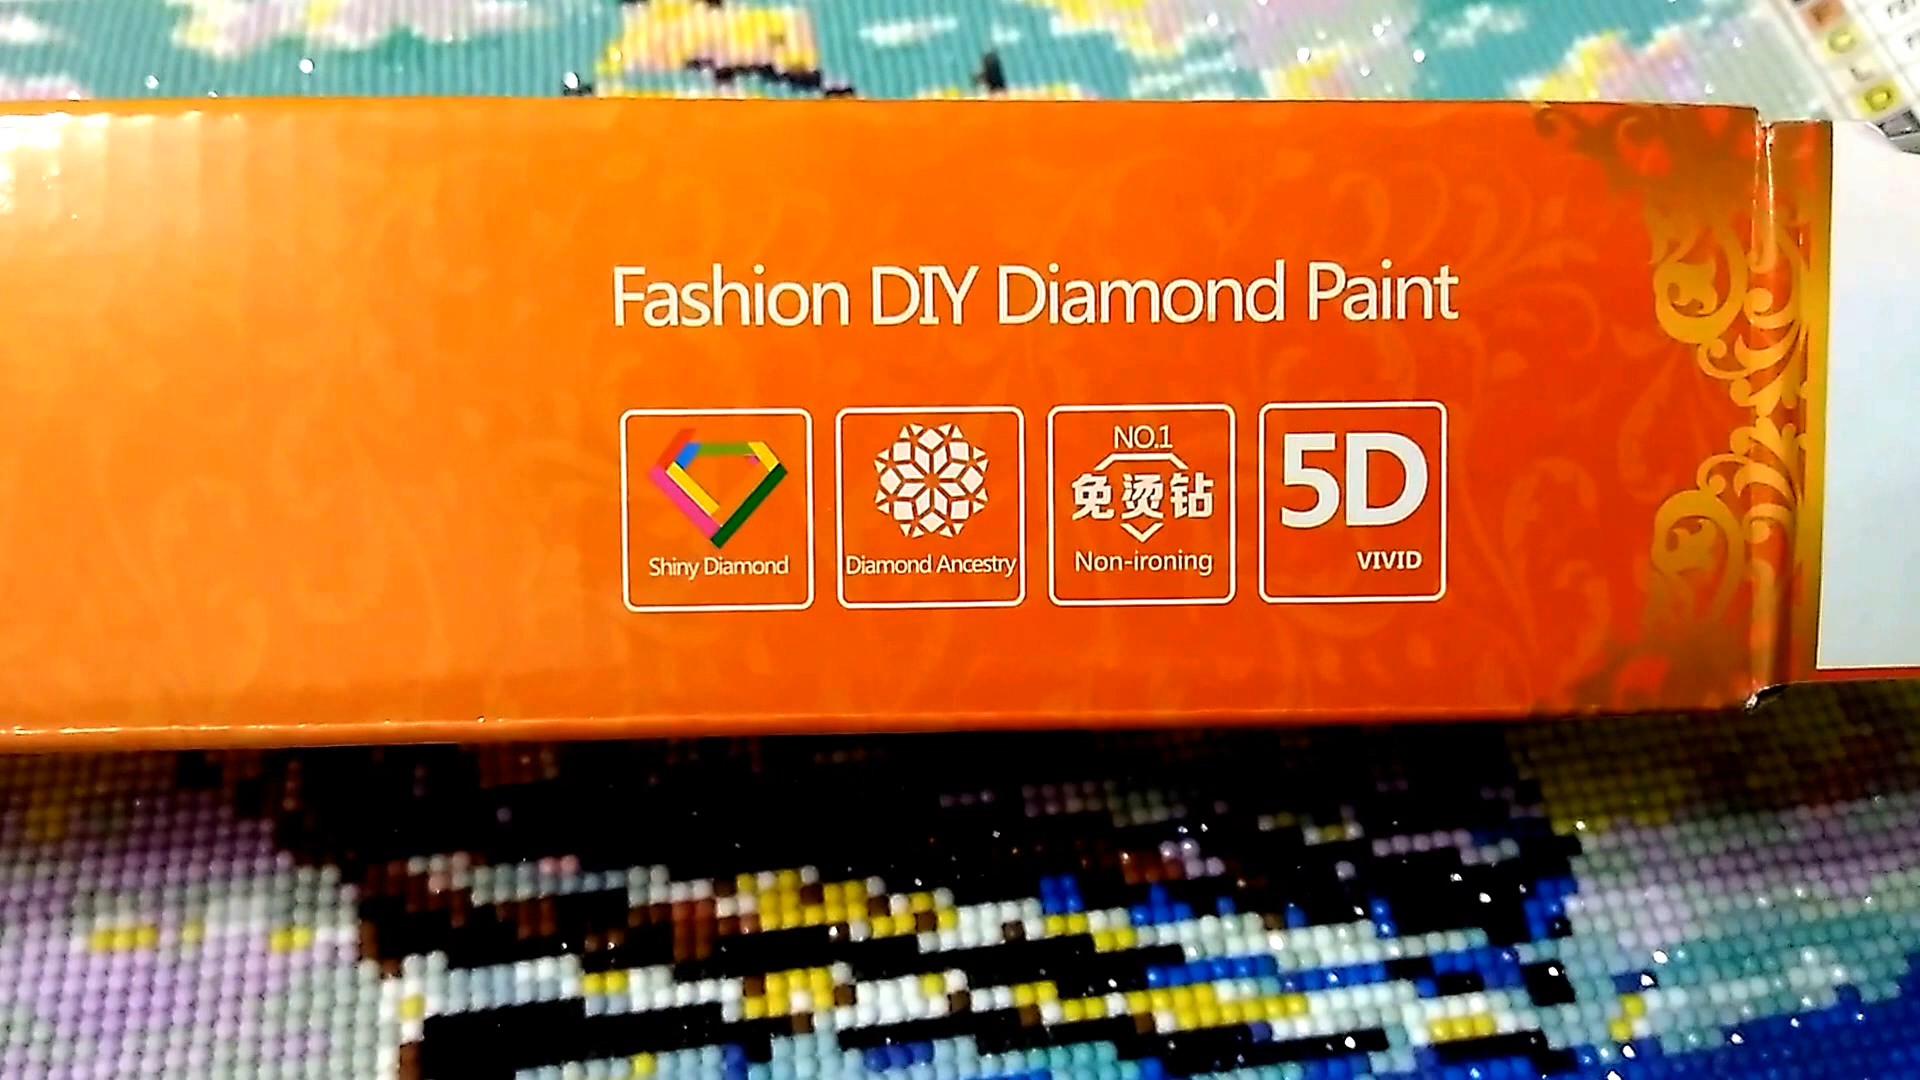 Fashion DIY Diamond Paint
Shiny Diamond
Diamond Ancestry
NO.1
免烫钻
Non-ironing
5D
VIVID